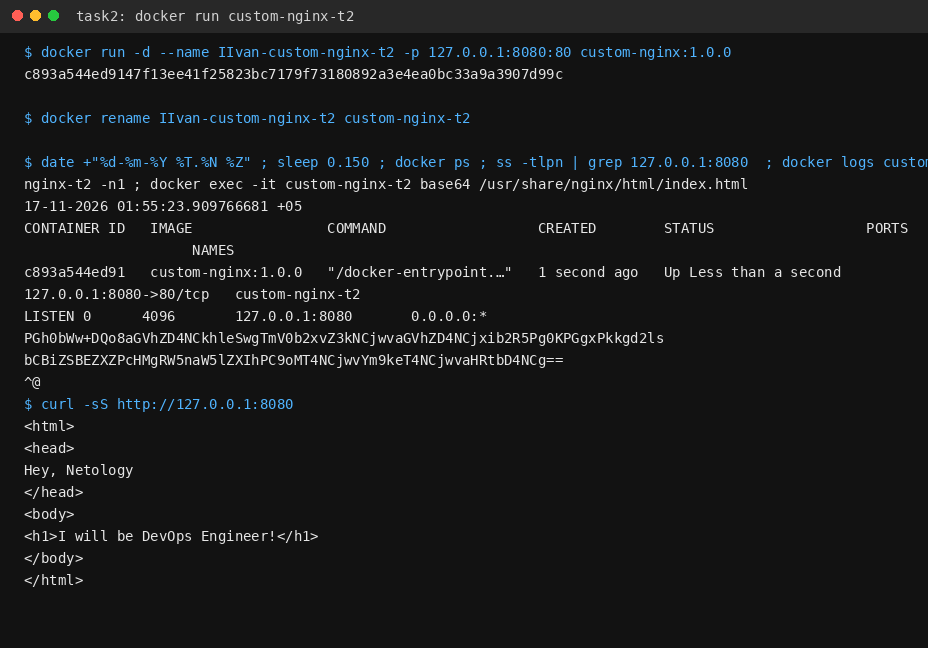 task2: docker run custom-nginx-t2
$ docker run -d --name IIvan-custom-nginx-t2 -p 127.0.0.1:8080:80 custom-nginx:1.0.0
c893a544ed9147f13ee41f25823bc7179f73180892a3e4ea0bc33a9a3907d99c
$ docker rename IIvan-custom-nginx-t2 custom-nginx-t2
$ date +"%d-%m-%Y %T.%N %Z" ; sleep 0.150 ; docker ps ; ss -tlpn | grep 127.0.0.1:8080  ; docker logs custom
nginx-t2 -n1 ; docker exec -it custom-nginx-t2 base64 /usr/share/nginx/html/index.html
17-11-2026 01:55:23.909766681 +05
CONTAINER ID   IMAGE                COMMAND                  CREATED        STATUS                  PORTS
NAMES
c893a544ed91   custom-nginx:1.0.0   "/docker-entrypoint.…"   1 second ago   Up Less than a second
127.0.0.1:8080->80/tcp   custom-nginx-t2
LISTEN 0      4096       127.0.0.1:8080       0.0.0.0:*
PGh0bWw+DQo8aGVhZD4NCkhleSwgTmV0b2xvZ3kNCjwvaGVhZD4NCjxib2R5Pg0KPGgxPkkgd2ls
bCBiZSBEZXZPcHMgRW5naW5lZXIhPC9oMT4NCjwvYm9keT4NCjwvaHRtbD4NCg==
^@
$ curl -sS http://127.0.0.1:8080
<html>
<head>
Hey, Netology
</head>
<body>
<h1>I will be DevOps Engineer!</h1>
</body>
</html>